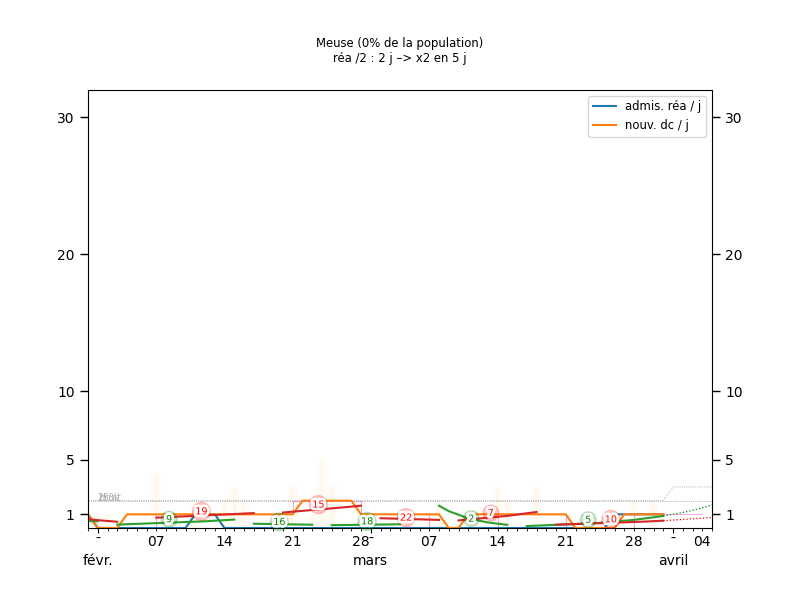 Meuse (0% de la population)
réa /2 : 2 j –> x2 en 5 j
admis. réa / j
nouv. dc / j
30 30
20 20
10 10
5 5
1 1
9 19 16 15 18 22 2 7 5 10
- 07 14 21 28 - 07 14 21 28 - 04
févr. mars avril